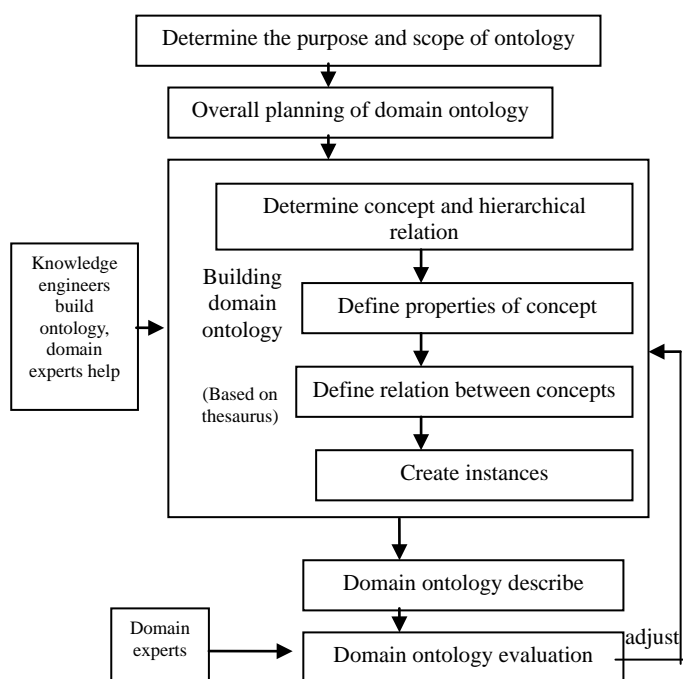 Determine the purpose and scope of ontology
Overall planning of domain ontology
Determine concept and hierarchical
relation
Knowledge
engineers
build
ontology,
domain
experts help
Building
domain
ontology
(Based on
thesaurus)
Define properties of concept
Define relation between concepts
Create instances
Domain ontology describe
Domain
experts
Domain ontology evaluation
adjust